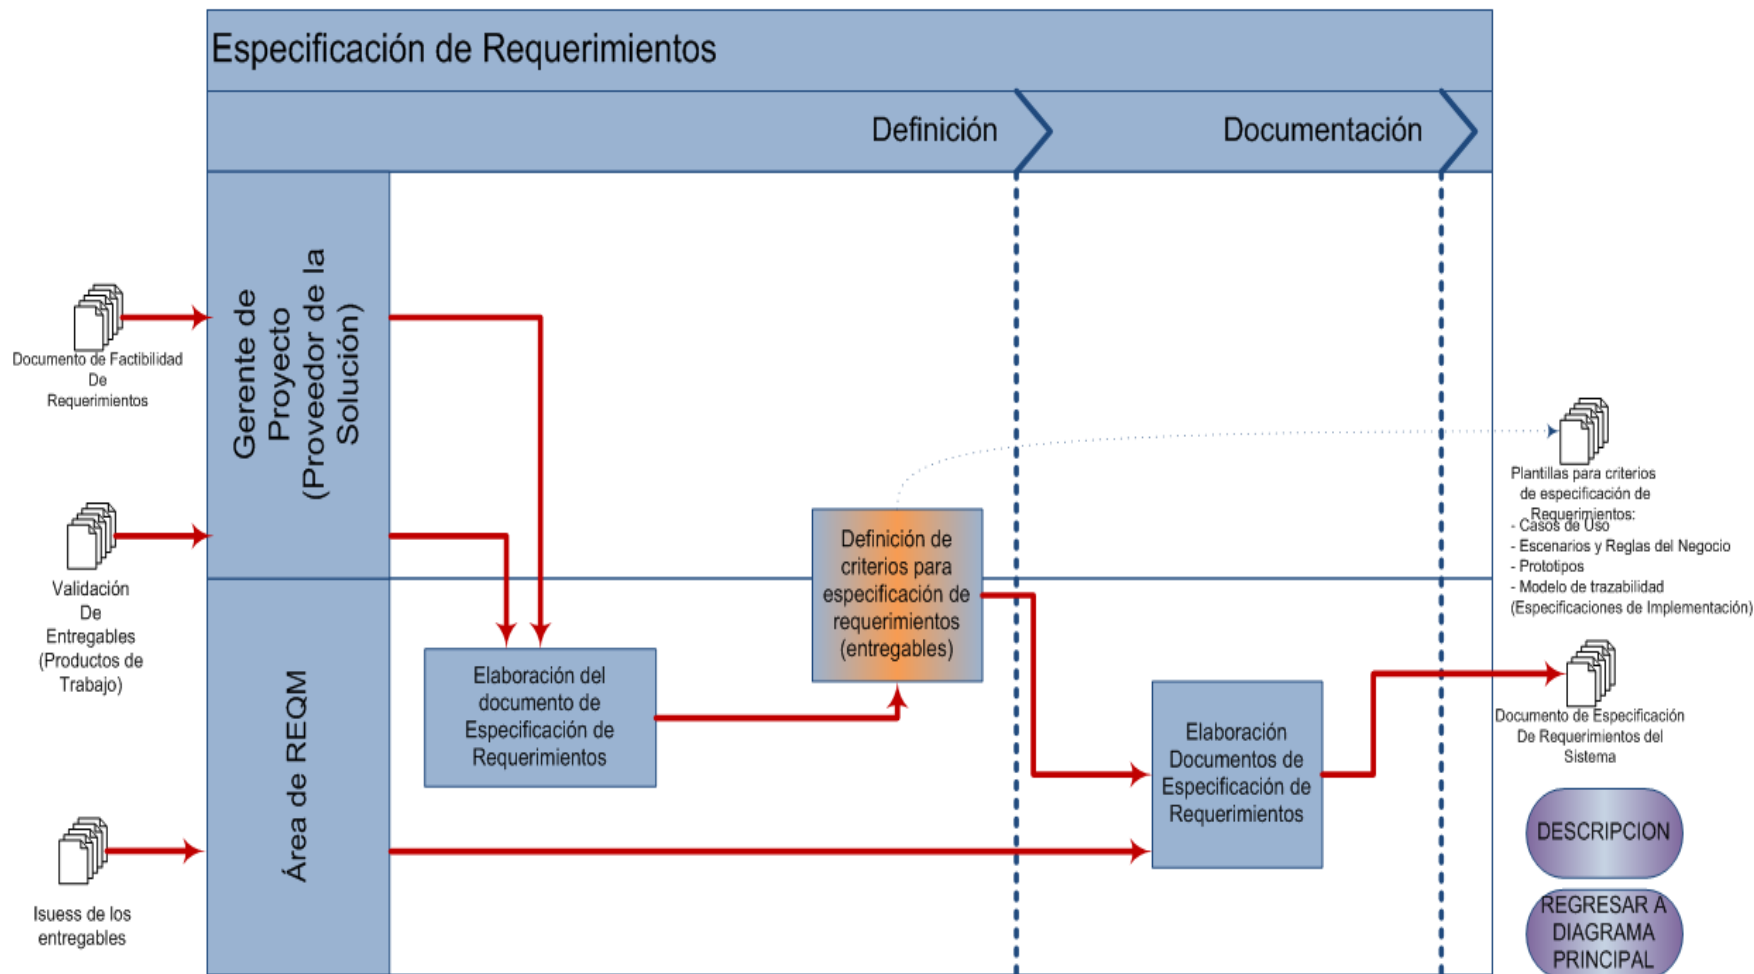 Especificación de Requerimientos
Definición
Documentación
Gerente de
Proyecto
(Proveedor de la
Solución)
Área de REQM
Documento de Factibilidad
De
Requerimientos
Validación
De
Entregables
(Productos de
Trabajo)
Isuess de los
entregables
Elaboración del
documento de
Especificación de
Requerimientos
Definición de
criterios para
especificación de
requerimientos
(entregables)
Elaboración
Documentos de
Especificación de
Requerimientos
Plantillas para criterios
de especificación de
Requerimientos:
- Casos de Uso
- Escenarios y Reglas del Negocio
- Prototipos
- Modelo de trazabilidad
(Especificaciones de Implementación)
Documento de Especificación
De Requerimientos del
Sistema
DESCRIPCION
REGRESAR A
DIAGRAMA
PRINCIPAL